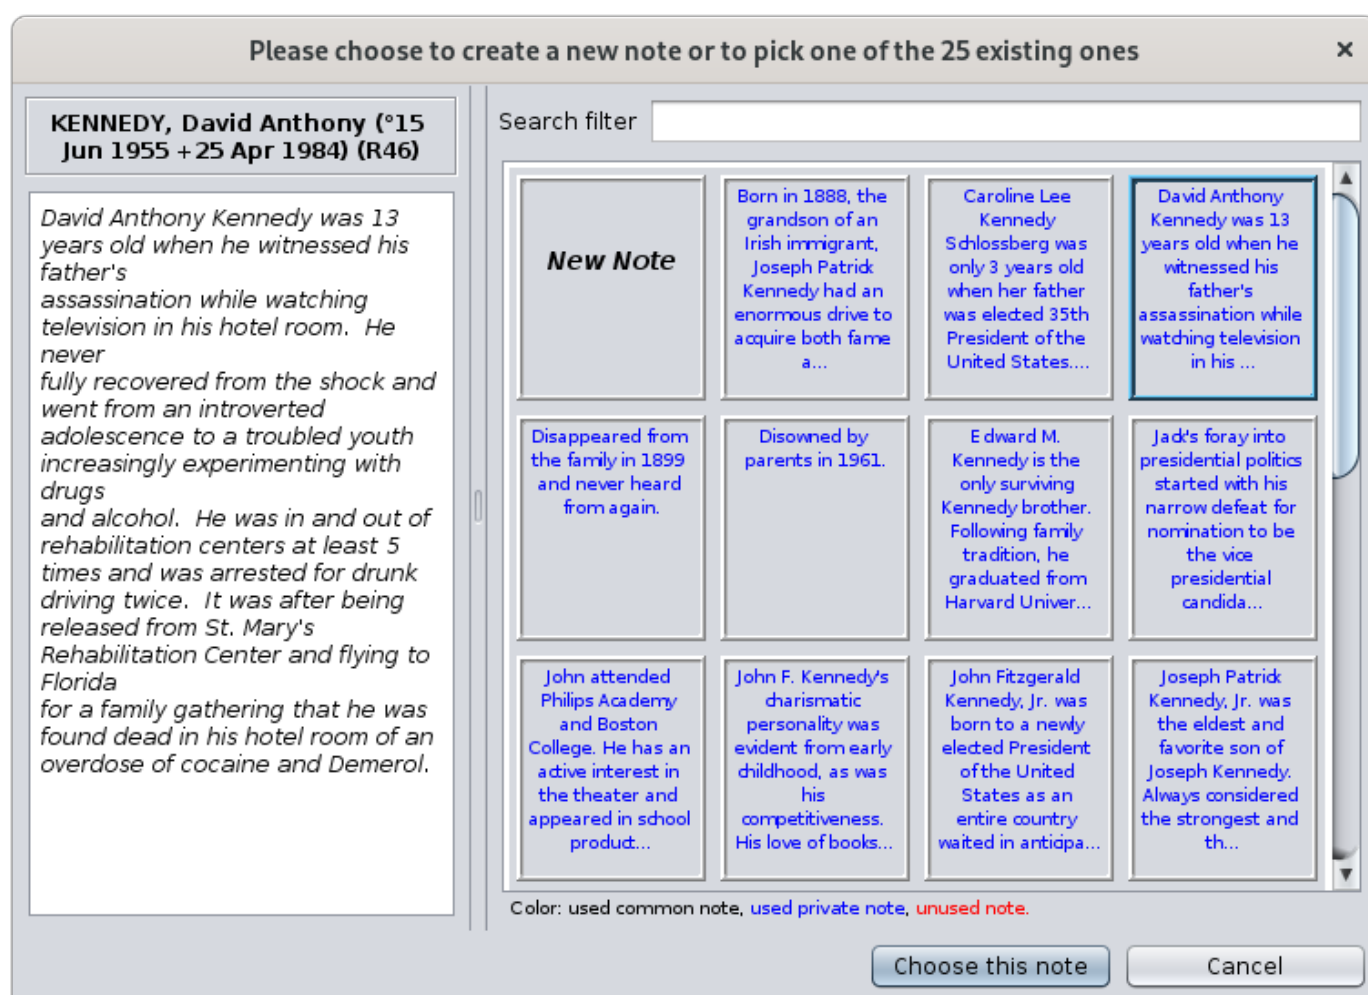 Please choose to create a new note or to pick one of the 25 existing ones
KENNEDY, David Anthony (°15
Jun 1955 +25 Apr 1984) (R46)
David Anthony Kennedy was 13
years old when he witnessed his
father's
assassination while watching
television in his hotel room.  He
never
fully recovered from the shock and
went from an introverted
adolescence to a troubled youth
increasingly experimenting with
drugs
and alcohol.  He was in and out of
rehabilitation centers at least 5
times and was arrested for drunk
driving twice.  It was after being
released from St. Mary's
Rehabilitation Center and flying to
Florida
for a family gathering that he was
found dead in his hotel room of an
overdose of cocaine and Demerol.
Search filter
New Note
Born in 1888, the
grandson of an
Irish immigrant,
Joseph Patrick
Kennedy had an
enormous drive to
acquire both fame
a...
Caroline Lee
Kennedy
Schlossberg was
only 3 years old
when her father
was elected 35th
President of the
United States....
David Anthony
Kennedy was 13
years old when he
witnessed his
father's
assassination while
watching television
in his ...
Disappeared from
the family in 1899
and never heard
from again.
Disowned by
parents in 1961.
Edward M.
Kennedy is the
only surviving
Kennedy brother.
Following family
tradition, he
graduated from
Harvard Univer...
Jack's foray into
presidential politics
started with his
narrow defeat for
nomination to be
the vice
presidential
candida...
John attended
Philips Academy
and Boston
College. He has an
active interest in
the theater and
appeared in school
product...
John F. Kennedy's
charismatic
personality was
evident from early
childhood, as was
his
competitiveness.
His love of books...
John Fitzgerald
Kennedy, Jr. was
born to a newly
elected President
of the United
States as an
entire country
waited in anticipa...
Joseph Patrick
Kennedy, Jr. was
the eldest and
favorite son of
Joseph Kennedy.
Always considered
the strongest and
th...
Color: used common note, used private note, unused note.
Choose this note
Cancel